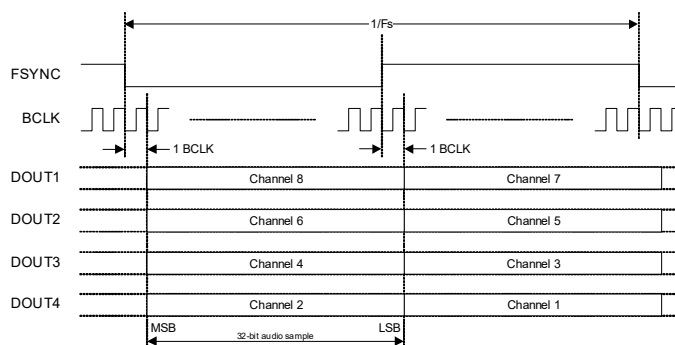 1/Fs
FSYNC
BCLK
1 BCLK 1 BCLK
DOUT1 Channel 8 Channel 7
DOUT2 Channel 6 Channel 5
DOUT3 Channel 4 Channel 3
DOUT4 Channel 2 Channel 1
MSB LSB
32-bit audio sample